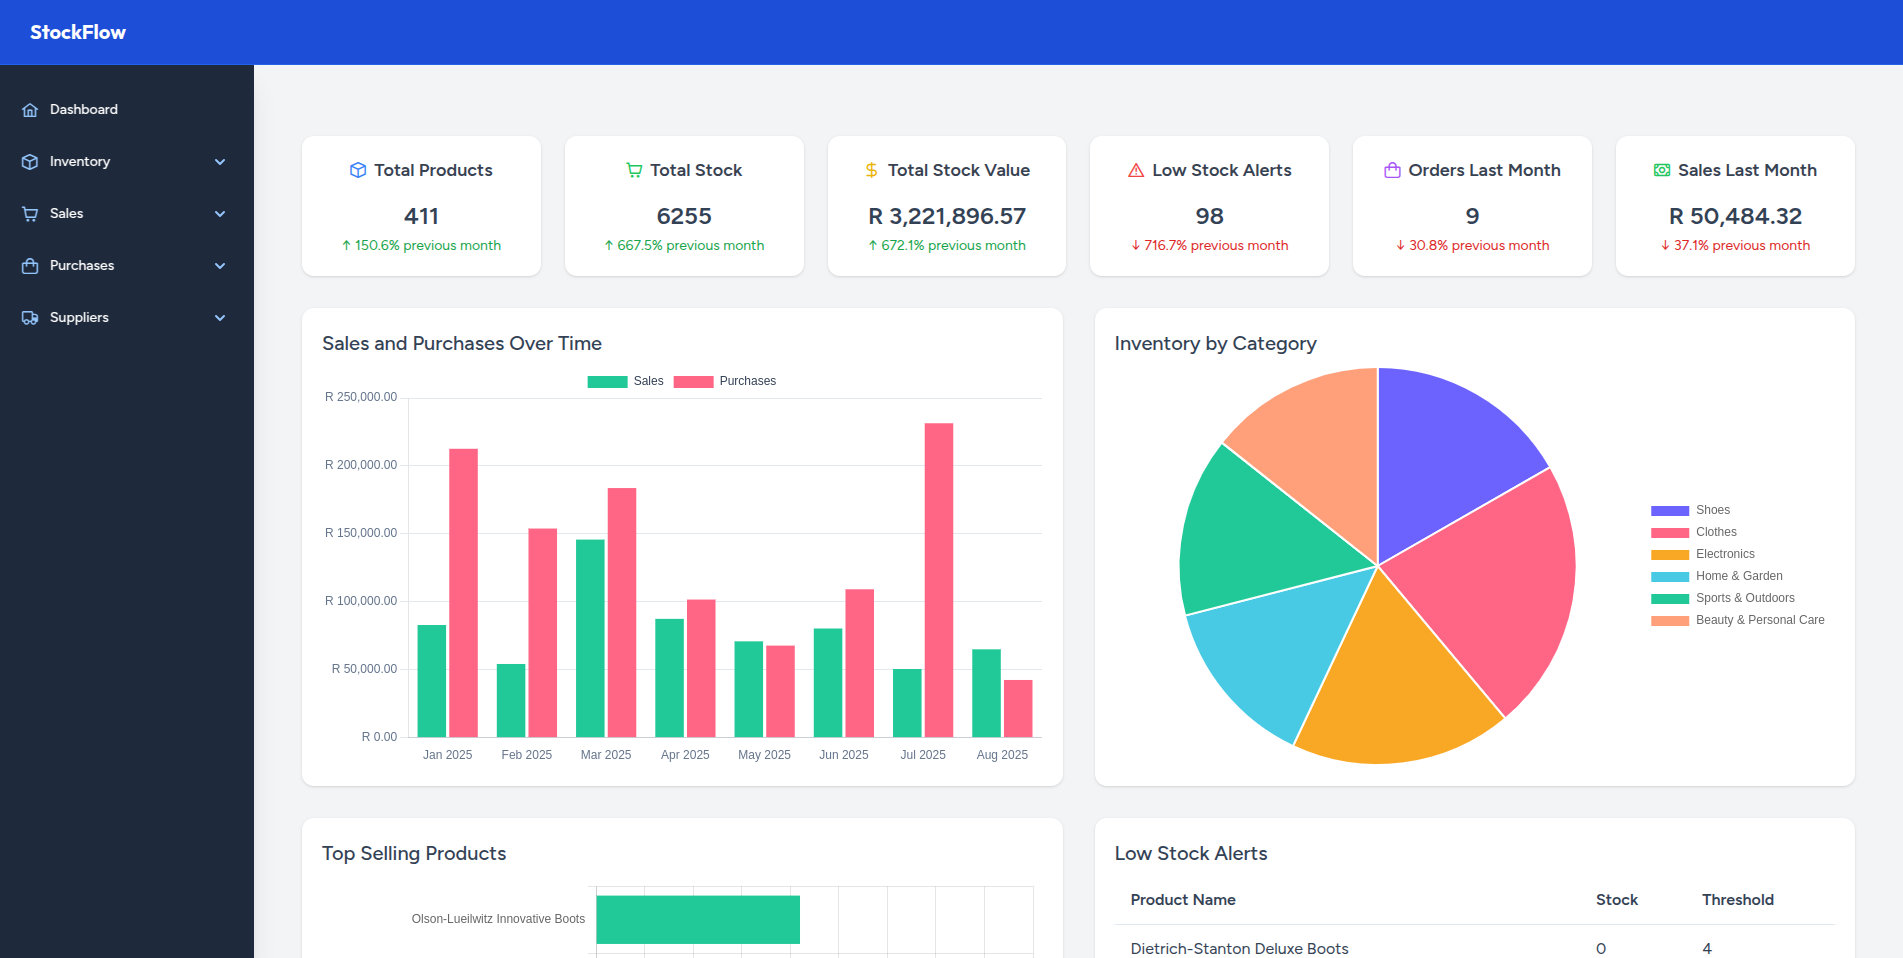 StockFlow
Dashboard
Inventory
Sales
Purchases
Suppliers
Total Products
411
↑ 150.6% previous month
Total Stock
6255
↑ 667.5% previous month
Total Stock Value
R 3,221,896.57
↑ 672.1% previous month
Low Stock Alerts
98
↓ 716.7% previous month
Orders Last Month
9
↓ 30.8% previous month
Sales Last Month
R 50,484.32
↓ 37.1% previous month
Sales and Purchases Over Time
Sales Purchases
R 250,000.00
R 200,000.00
R 150,000.00
R 100,000.00
R 50,000.00
R 0.00
Jan 2025 Feb 2025 Mar 2025 Apr 2025 May 2025 Jun 2025 Jul 2025 Aug 2025
Inventory by Category
Shoes
Clothes
Electronics
Home & Garden
Sports & Outdoors
Beauty & Personal Care
Top Selling Products
Olson-Lueilwitz Innovative Boots
Low Stock Alerts
Product Name Stock Threshold
Dietrich-Stanton Deluxe Boots 0 4